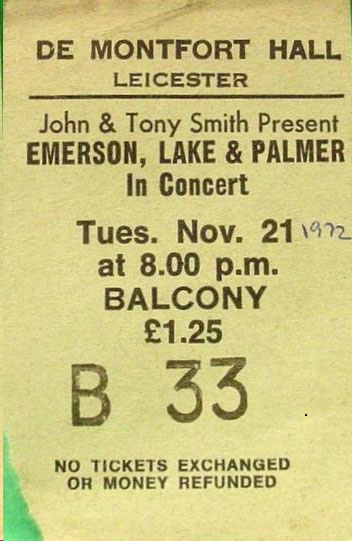 DE MONTFORT HALL
LEICESTER
John & Tony Smith Present
EMERSON, LAKE & PALMER
In Concert
Tues. Nov. 21 1972
at 8.00 p.m.
BALCONY
£1.25
B 33
NO TICKETS EXCHANGED
OR MONEY REFUNDED